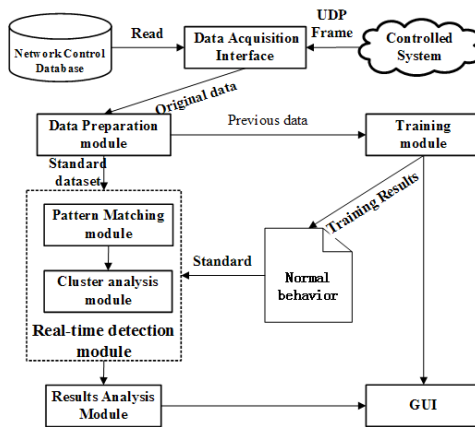 UDP
Frame
Read
Network Control
Database
Data Acquisition
Interface
Controlled
System
Original data
Data Preparation
module
Previous data
Training
module
Standard
dataset
Training Results
Pattern Matching
module
Cluster analysis
module
Standard
Normal
behavior
Real-time detection
module
Results Analysis
Module
GUI